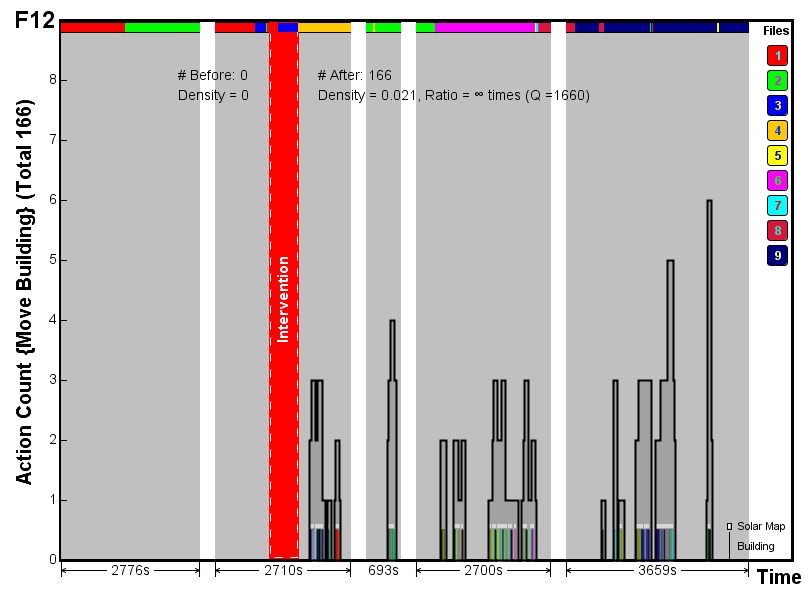 F12
Files
1
2
3
4
5
6
7
8
9
# Before: 0
Density = 0
# After: 166
Density = 0.021, Ratio = ∞ times (Q =1660)
Action Count {Move Building} (Total 166)
8
7
6
5
4
3
2
1
0
Intervention
Solar Map
Building
2776s
2710s
693s
2700s
3659s
Time